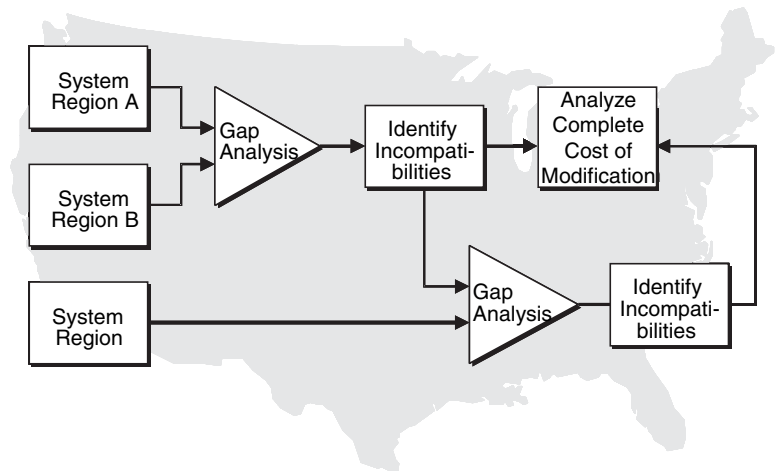 System
Region A
Gap
Analysis
Identify
Incompati-
bilities
Analyze
Complete
Cost of
Modification
System
Region B
System
Region
Gap
Analysis
Identify
Incompati-
bilities